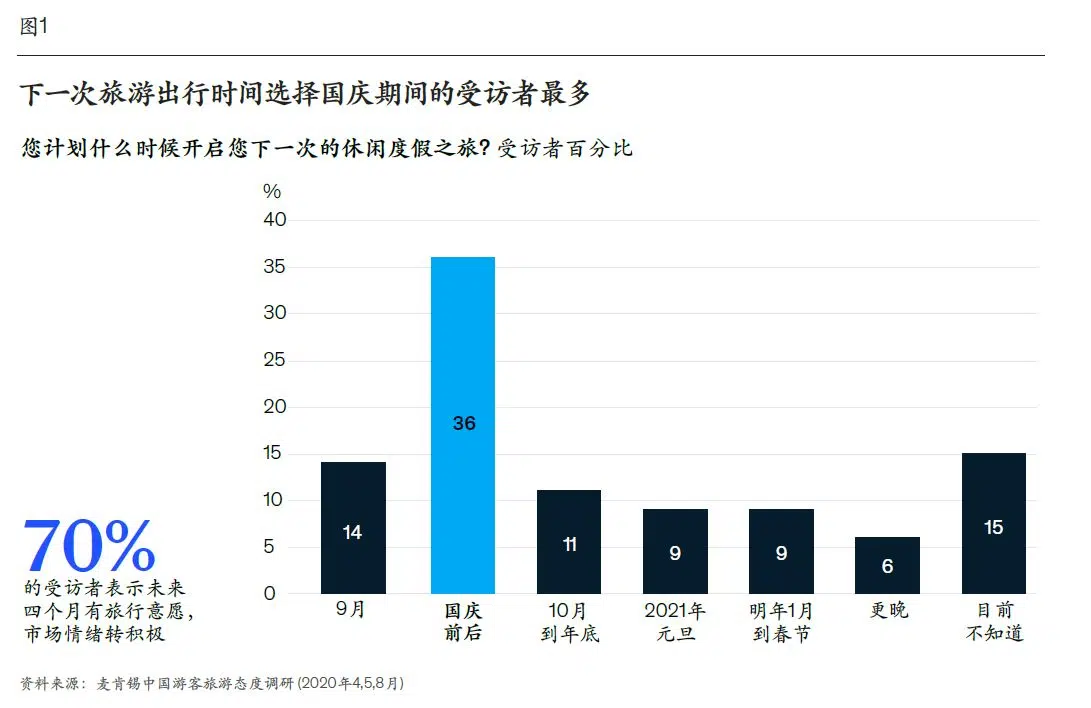 图1
下一次旅游出行时间选择国庆期间的受访者最多
您计划什么时候开启您下一次的休闲度假之旅? 受访者百分比
%
40
35
30
25
20
15
10
5
0
14
36
11
9
9
6
15
9月
国庆
前后
10月
到年底
2021年
元旦
明年1月
到春节
更晚
目前
不知道
70%
的受访者表示未来
四个月有旅行意愿，
市场情绪转积极
资料来源：麦肯锡中国游客旅游态度调研(2020年4,5,8月)